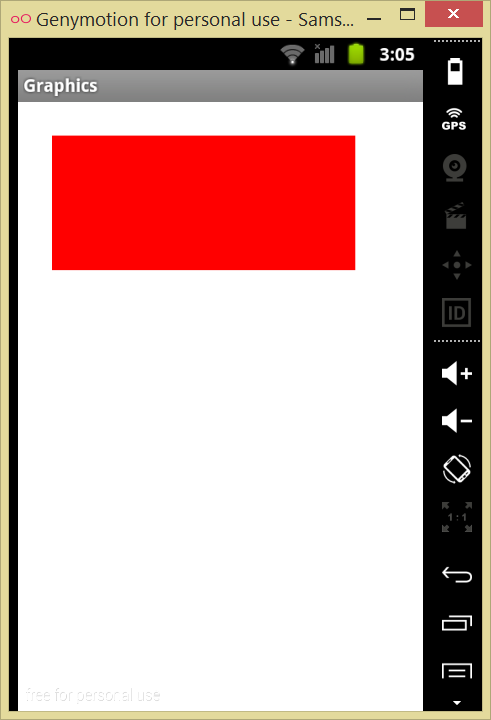 Genymotion for personal use - Sams...
3:05
Graphics
GPS
ID
1:1
free for personal use